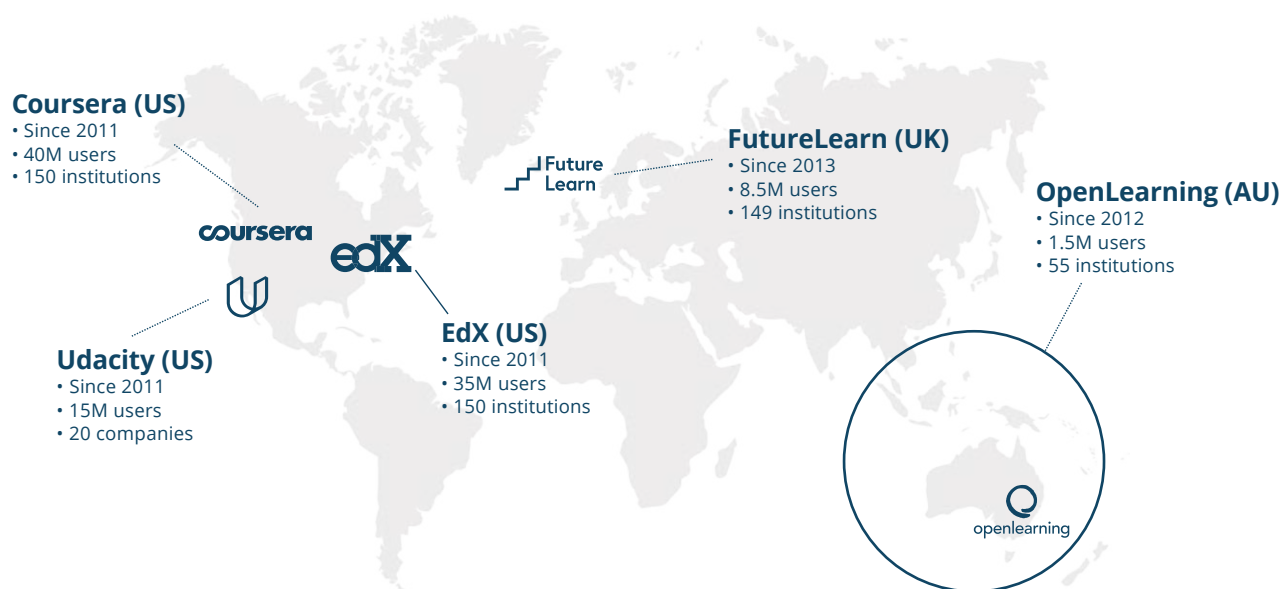 Coursera (US)
• Since 2011
• 40M users
• 150 institutions
coursera
edX
Udacity (US)
• Since 2011
• 15M users
• 20 companies
EdX (US)
• Since 2011
• 35M users
• 150 institutions
Future
Learn
FutureLearn (UK)
• Since 2013
• 8.5M users
• 149 institutions
OpenLearning (AU)
• Since 2012
• 1.5M users
• 55 institutions
openlearning